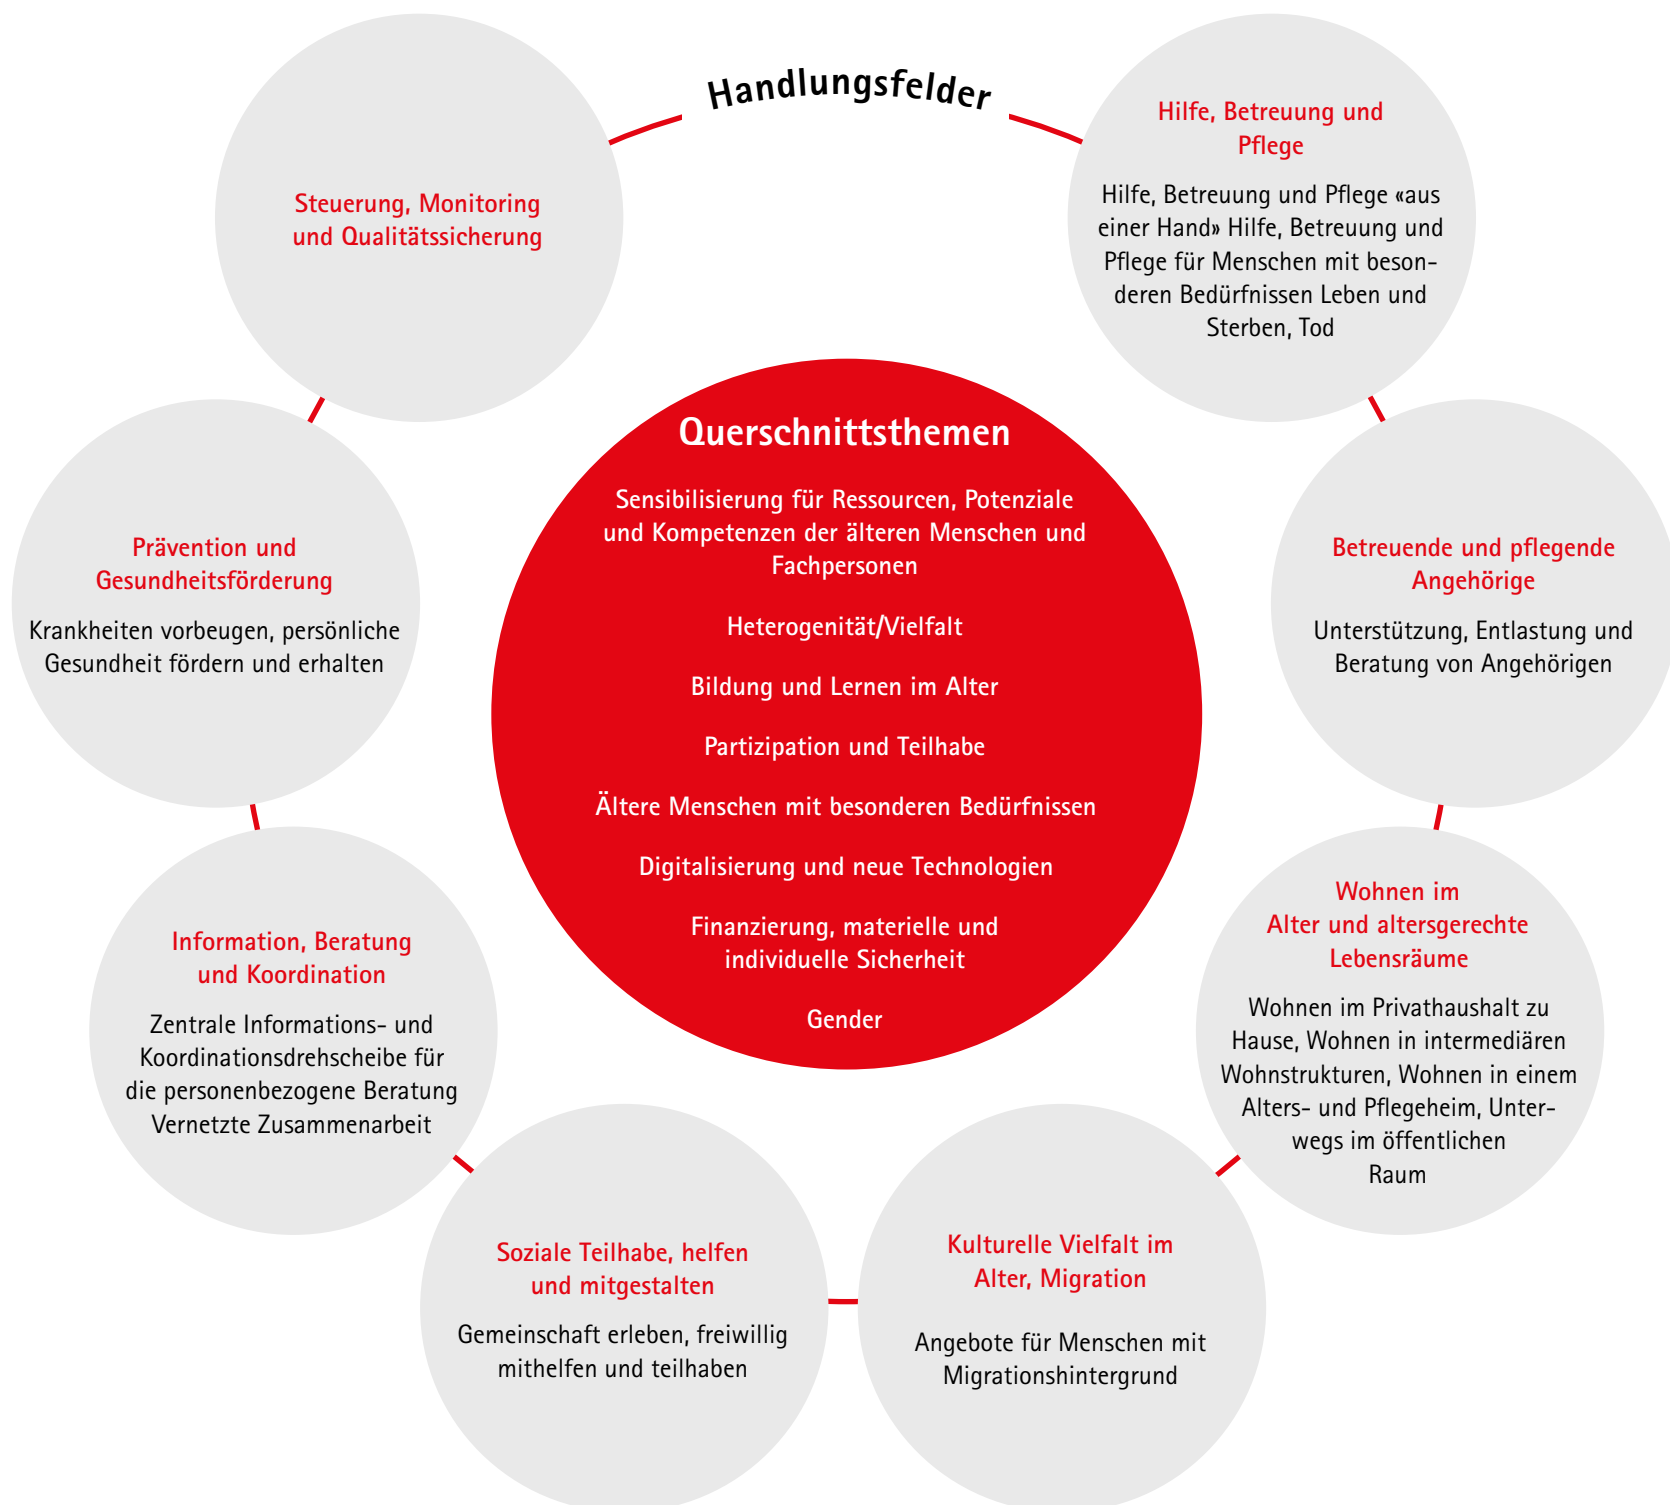 Handlungsfelder
Hilfe, Betreuung und
Pflege
Hilfe, Betreuung und Pflege «aus
einer Hand» Hilfe, Betreuung und
Pflege für Menschen mit beson-
deren Bedürfnissen Leben und
Sterben, Tod
Betreuende und pflegende
Angehörige
Unterstützung, Entlastung und
Beratung von Angehörigen
Wohnen im
Alter und altersgerechte
Lebensräume
Wohnen im Privathaushalt zu
Hause, Wohnen in intermediären
Wohnstrukturen, Wohnen in einem
Alters- und Pflegeheim, Unter-
wegs im öffentlichen
Raum
Kulturelle Vielfalt im
Alter, Migration
Angebote für Menschen mit
Migrationshintergrund
Soziale Teilhabe, helfen
und mitgestalten
Gemeinschaft erleben, freiwillig
mithelfen und teilhaben
Information, Beratung
und Koordination
Zentrale Informations- und
Koordinationsdrehscheibe für
die personenbezogene Beratung
Vernetzte Zusammenarbeit
Prävention und
Gesundheitsförderung
Krankheiten vorbeugen, persönliche
Gesundheit fördern und erhalten
Steuerung, Monitoring
und Qualitätssicherung
Querschnittsthemen
Sensibilisierung für Ressourcen, Potenziale
und Kompetenzen der älteren Menschen und
Fachpersonen
Heterogenität/Vielfalt
Bildung und Lernen im Alter
Partizipation und Teilhabe
Ältere Menschen mit besonderen Bedürfnissen
Digitalisierung und neue Technologien
Finanzierung, materielle und
individuelle Sicherheit
Gender